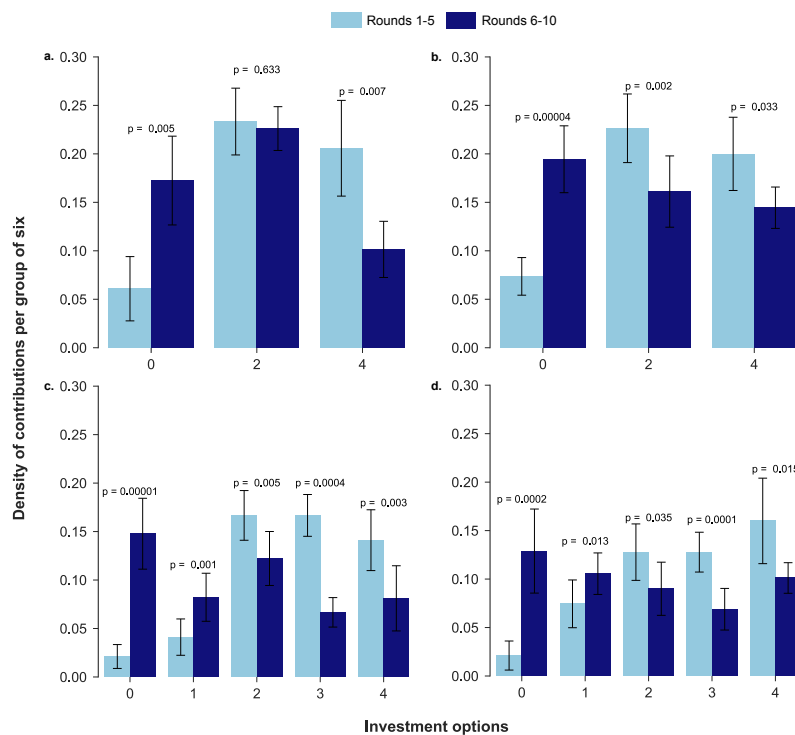 Rounds 1-5 Rounds 6-10
a.
0.30
0.25
0.20
0.15
0.10
0.05
0.00
p = 0.005
p = 0.633
p = 0.007
0 2 4
b.
0.30
0.25
0.20
0.15
0.10
0.05
0.00
p = 0.00004
p = 0.002
p = 0.033
0 2 4
Density of contributions per group of six
c.
0.30
0.25
0.20
0.15
0.10
0.05
0.00
p = 0.00001
p = 0.001
p = 0.005
p = 0.0004
p = 0.003
0 1 2 3 4
d.
0.30
0.25
0.20
0.15
0.10
0.05
0.00
p = 0.0002
p = 0.013
p = 0.035
p = 0.0001
p = 0.015
0 1 2 3 4
Investment options